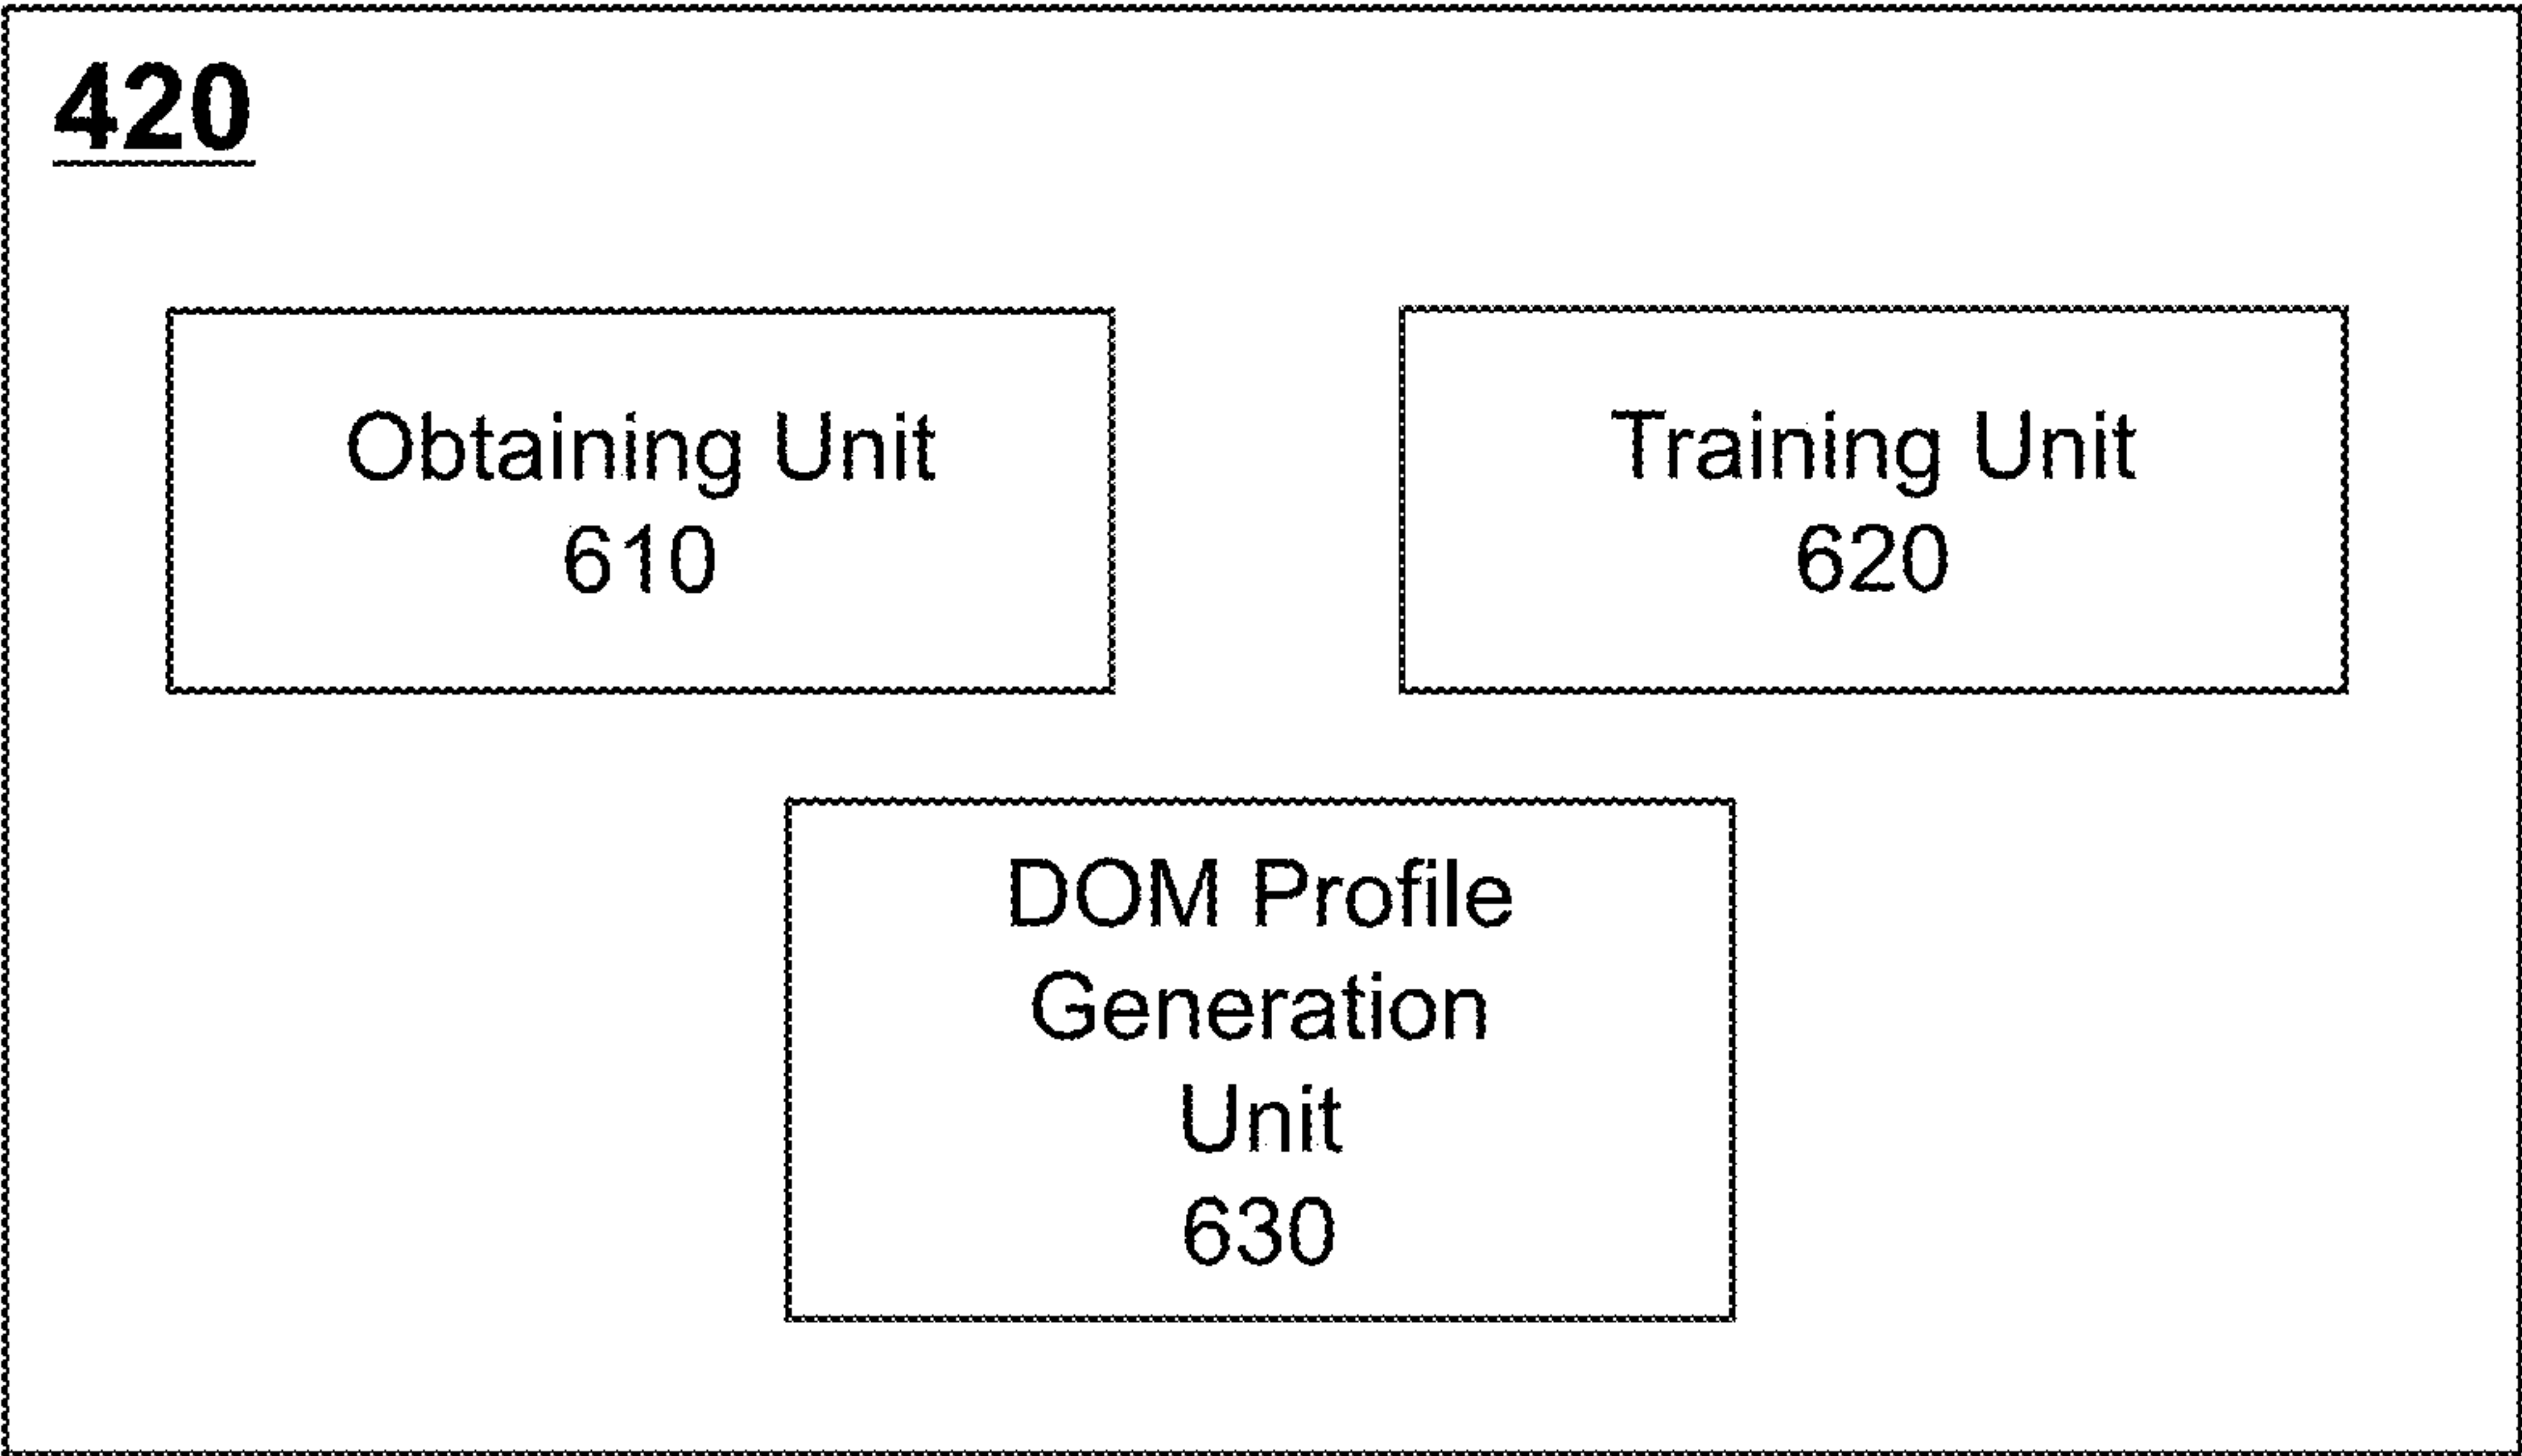 420
Obtaining Unit
610
Training Unit
620
DOM Profile
Generation
Unit
630